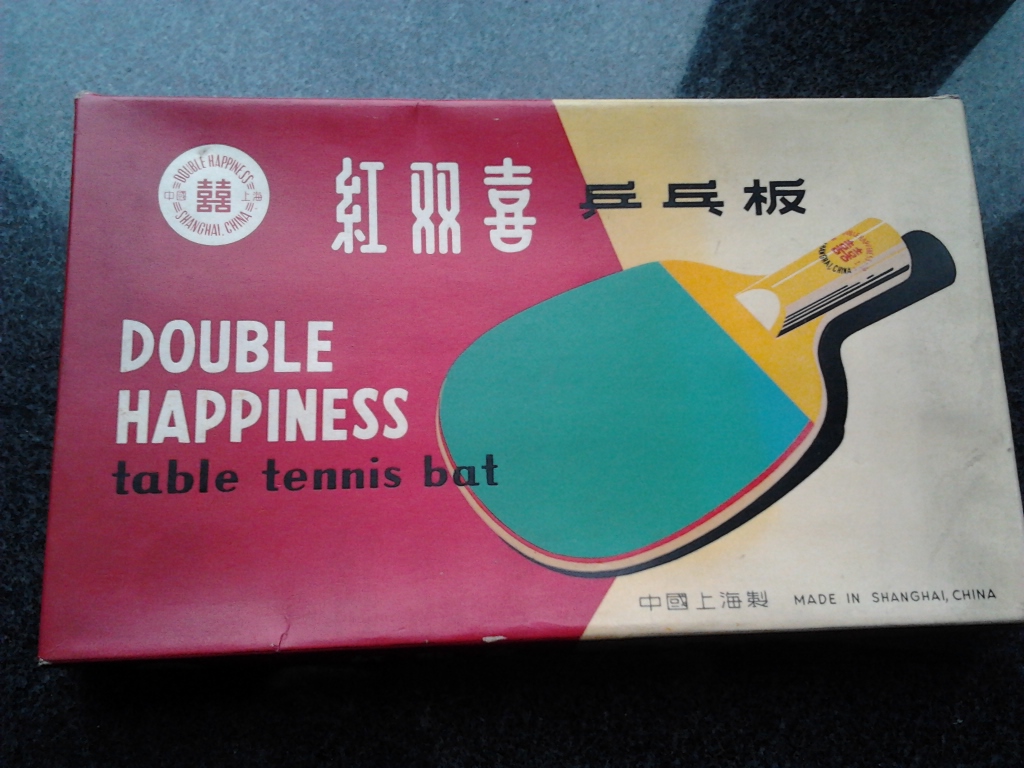 DOUBLE HAPPINESS
中國 囍 上海
SHANGHAI, CHINA
紅双喜 乒乓板
DOUBLE
HAPPINESS
table tennis bat
中國上海製 MADE IN SHANGHAI, CHINA